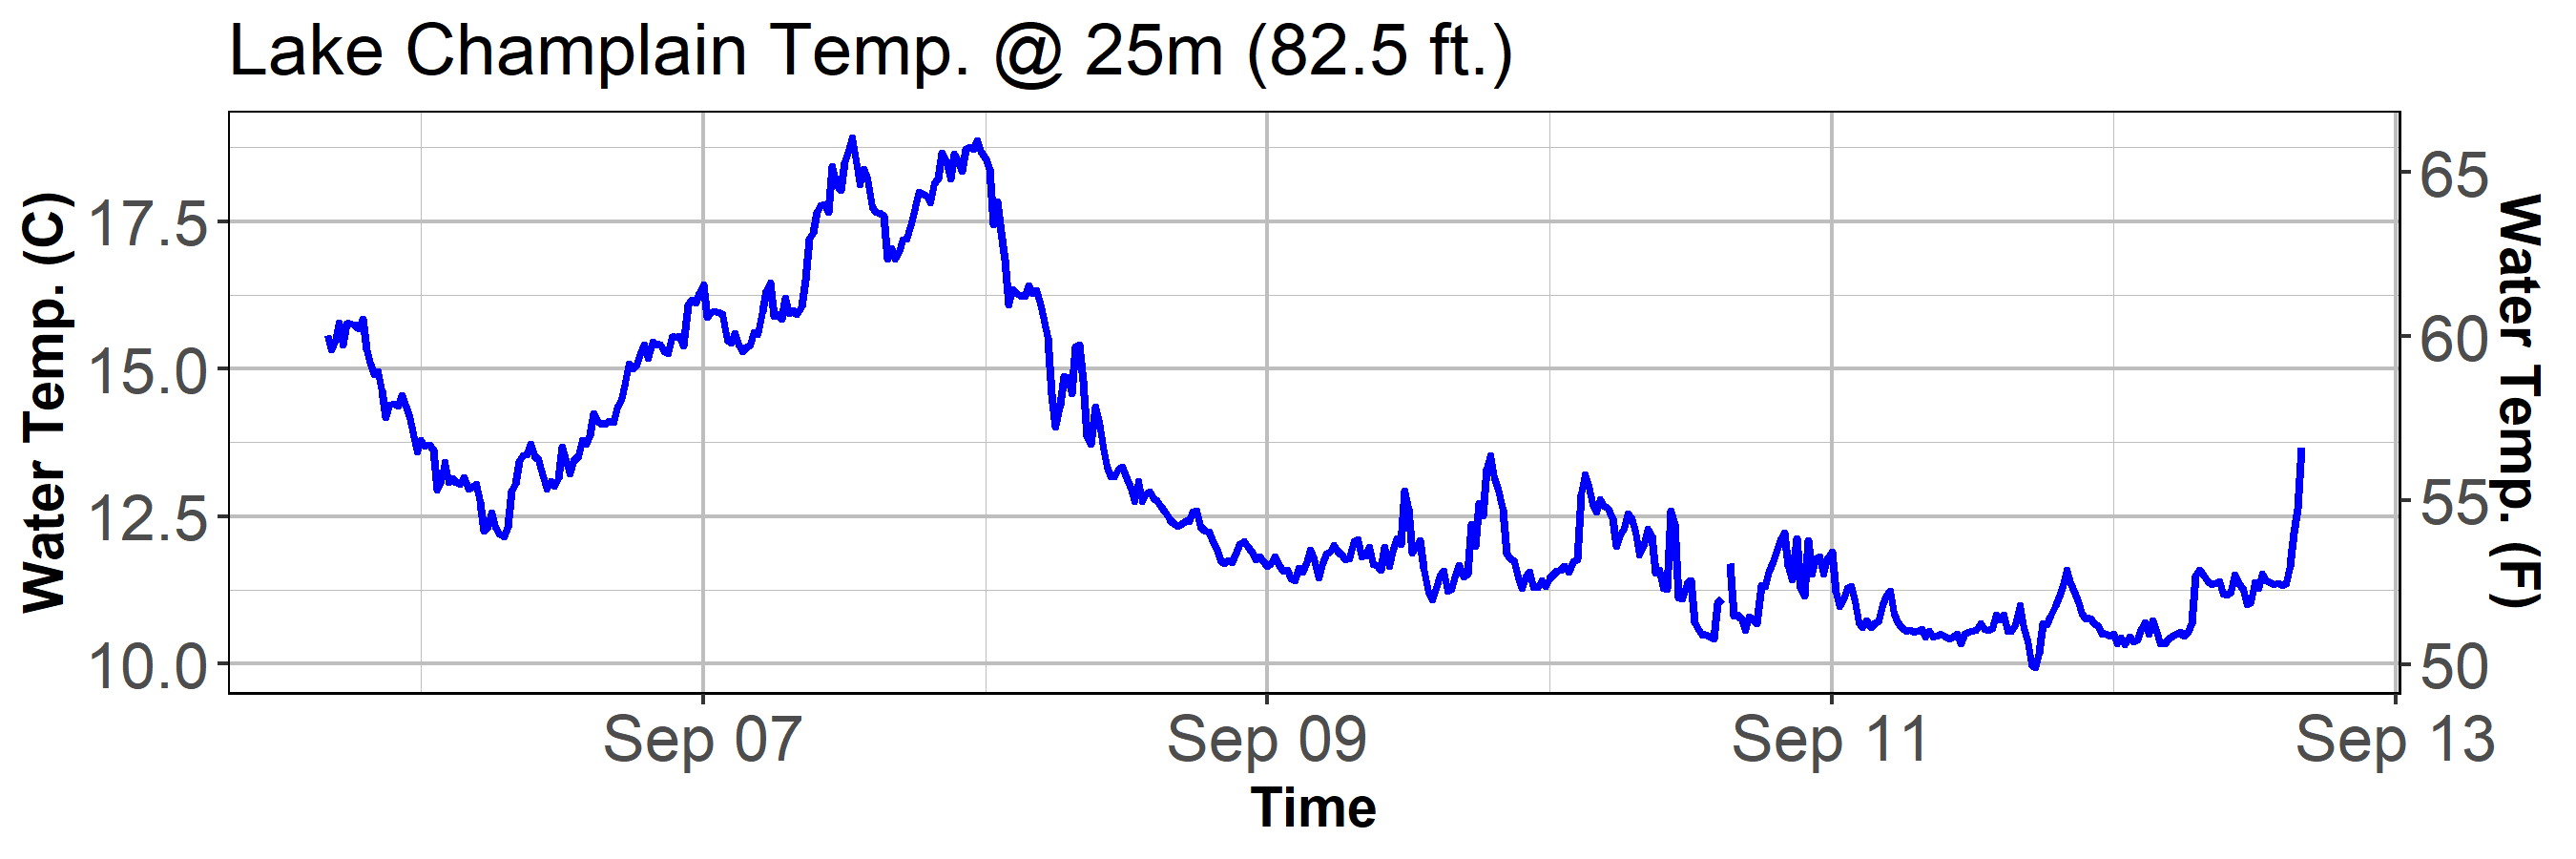 Lake Champlain Temp. @ 25m (82.5 ft.)
Water Temp. (C)
17.5
15.0
12.5
10.0
65
60
55
50
Water Temp. (F)
Sep 07
Sep 09
Sep 11
Sep 13
Time